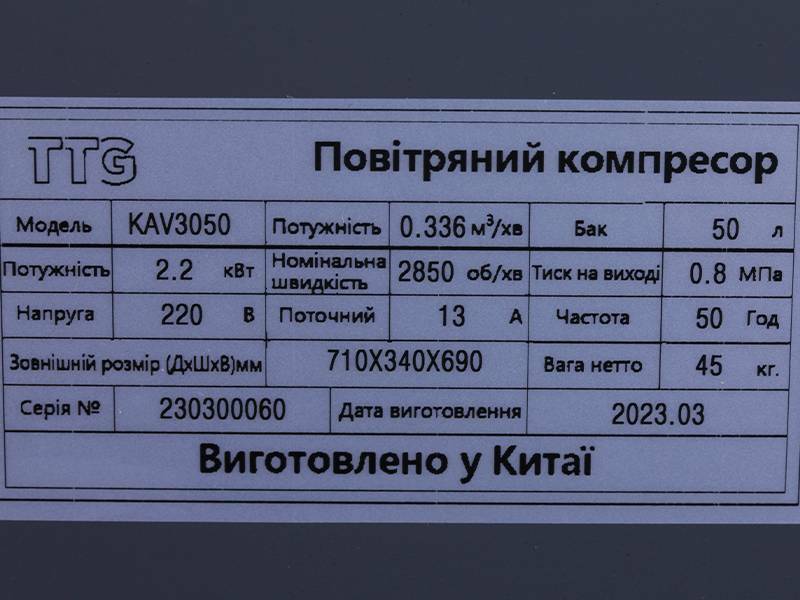 TTG Повітряний компресор
Модель KAV3050 Потужність 0.336 м³/хв Бак 50 л
Потужність 2.2 кВт Номінальна швидкість 2850 об/хв Тиск на виході 0.8 МПа
Напруга 220 В Поточний 13 А Частота 50 Год
Зовнішній розмір (ДхШхВ)мм 710X340X690 Вага нетто 45 кг.
Серія № 230300060 Дата виготовлення 2023.03
Виготовлено у Китаї